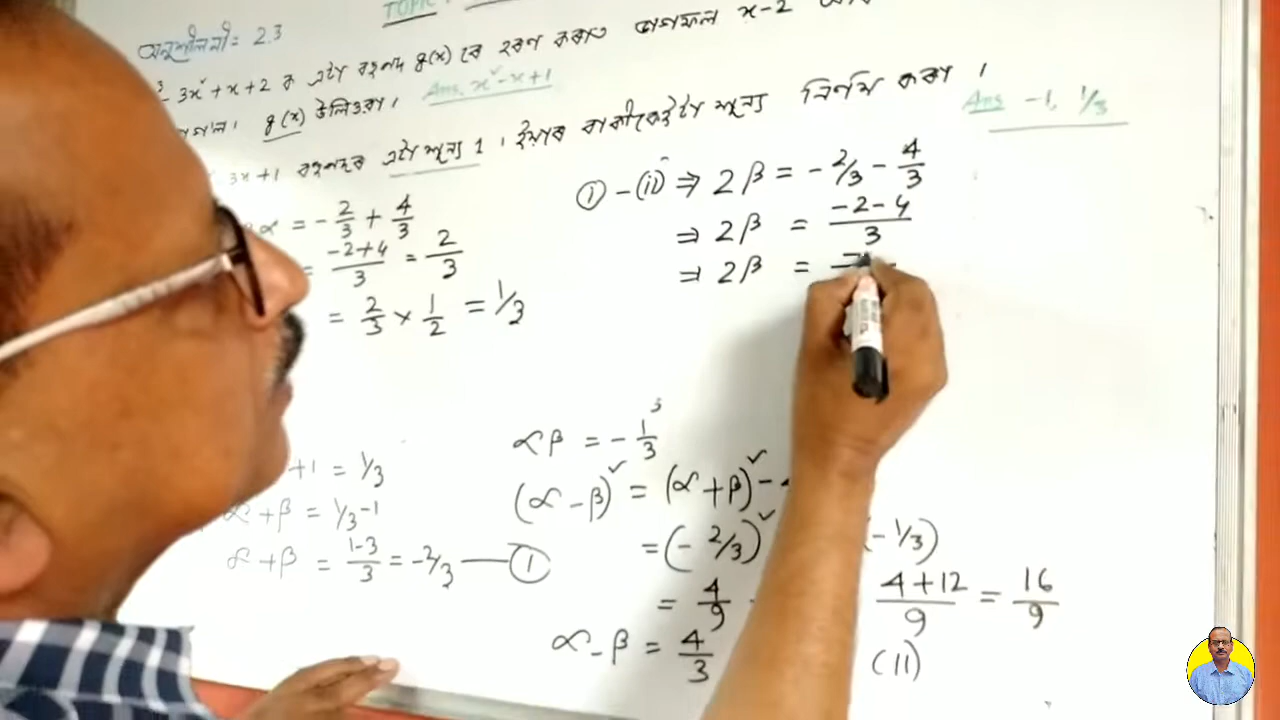 TOPIC
অনুশীলনী = 2.3
3x² + x + 2 ক এটা বহুপদ g(x) ৰে হৰণ কৰাত ভাগফল x-2
g(x) উলিওৱা। Ans. x² - x + 1
3x + 1 বহুপদৰ এটা শূন্য 1 । ইয়াৰ বাকীকেইটা শূন্য নিৰ্ণয় কৰা ।
Ans -1, 1/3
α = -2/3 + 4/3
= (-2+4)/3 = 2/3
= 2/3 × 1/2 = 1/3
(i) - (ii) ⇒ 2β = -2/3 - 4/3
⇒ 2β = (-2-4)/3
⇒ 2β =
+1 = 1/3
α+β = 1/3 -1
α+β = (1-3)/3 = -2/3 —— (1)
αβ = -1/3
(α-β)² = (α+β)² -
= (-2/3)² (-1/3)
= 4/9 (4+12)/9 = 16/9
α-β = 4/3 (11)